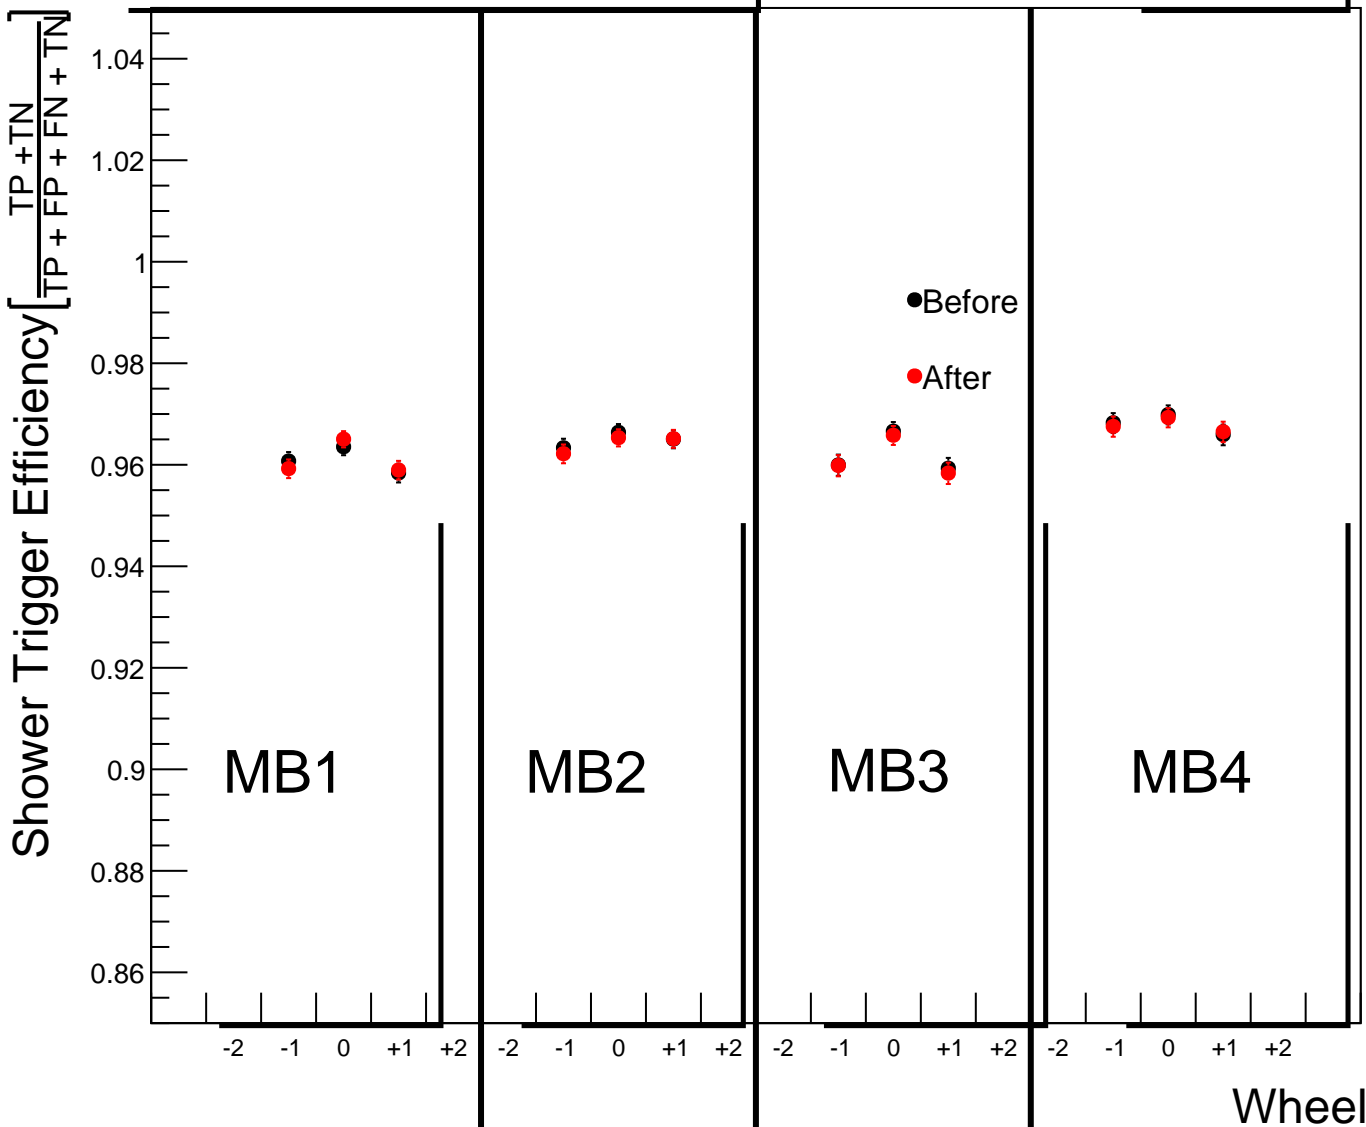 Shower Trigger Efficiency [TP +TN
TP + FP + FN + TN]
1.04
1.02
1
0.98
0.96
0.94
0.92
0.9
0.88
0.86
Before
After
MB1 MB2 MB3 MB4
-2 -1 0 +1 +2 -2 -1 0 +1 +2 -2 -1 0 +1 +2 -2 -1 0 +1 +2
Wheel